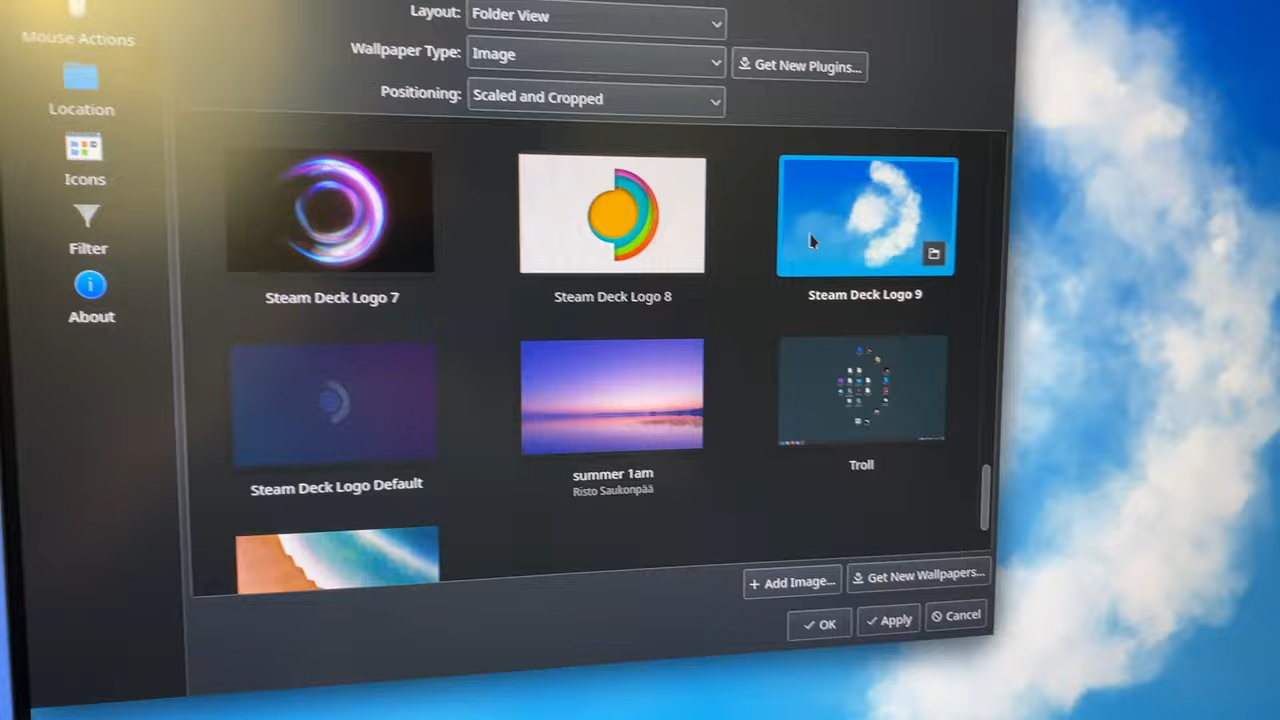 Mouse Actions
Location
Icons
Filter
About
Layout: Folder View
Wallpaper Type: Image
Get New Plugins...
Positioning: Scaled and Cropped
Steam Deck Logo 7
Steam Deck Logo 8
Steam Deck Logo 9
Steam Deck Logo Default
summer 1am
Risto Saukonpää
Troll
+ Add Image...
Get New Wallpapers...
OK
Apply
Cancel